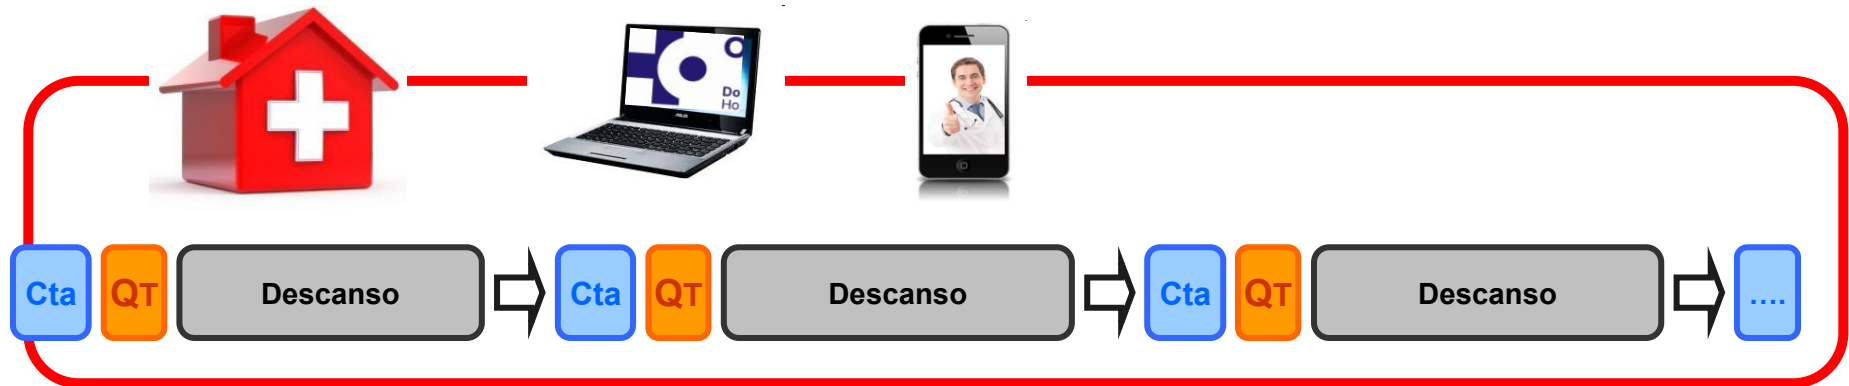 Do
Ho
Cta
QT
Descanso
Cta
QT
Descanso
Cta
QT
Descanso
....